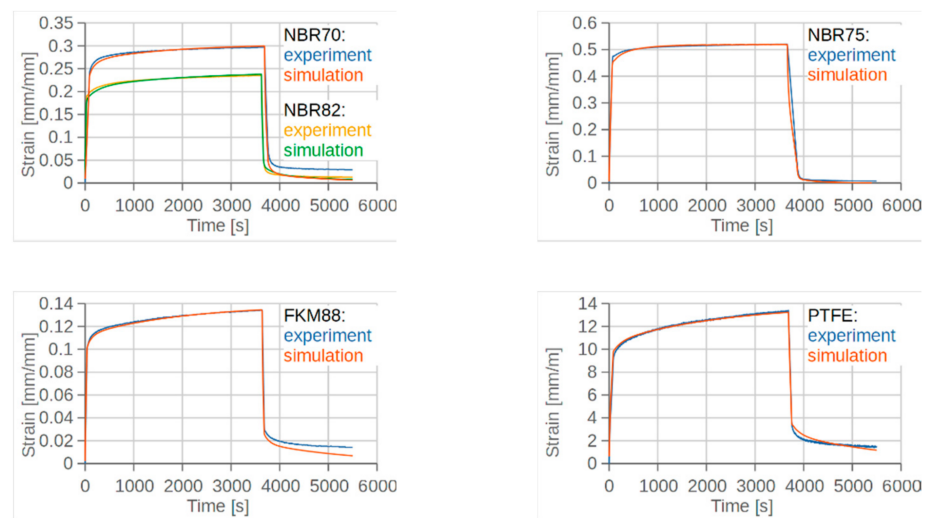 0.35
0.3
0.25
0.2
0.15
0.1
0.05
0
Strain [mm/mm]
NBR70:
experiment
simulation
NBR82:
experiment
simulation
0 1000 2000 3000 4000 5000 6000
Time [s]
0.6
0.5
0.4
0.3
0.2
0.1
0
Strain [mm/mm]
NBR75:
experiment
simulation
0 1000 2000 3000 4000 5000 6000
Time [s]
0.14
0.12
0.1
0.08
0.06
0.04
0.02
0
Strain [mm/mm]
FKM88:
experiment
simulation
0 1000 2000 3000 4000 5000 6000
Time [s]
14
12
10
8
6
4
2
0
Strain [mm/m]
PTFE:
experiment
simulation
0 1000 2000 3000 4000 5000 6000
Time [s]